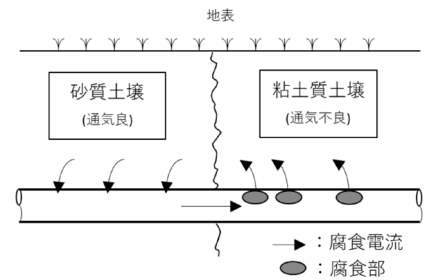 地表
砂質土壌
(通気良)
粘土質土壌
(通気不良)
：腐食電流
：腐食部